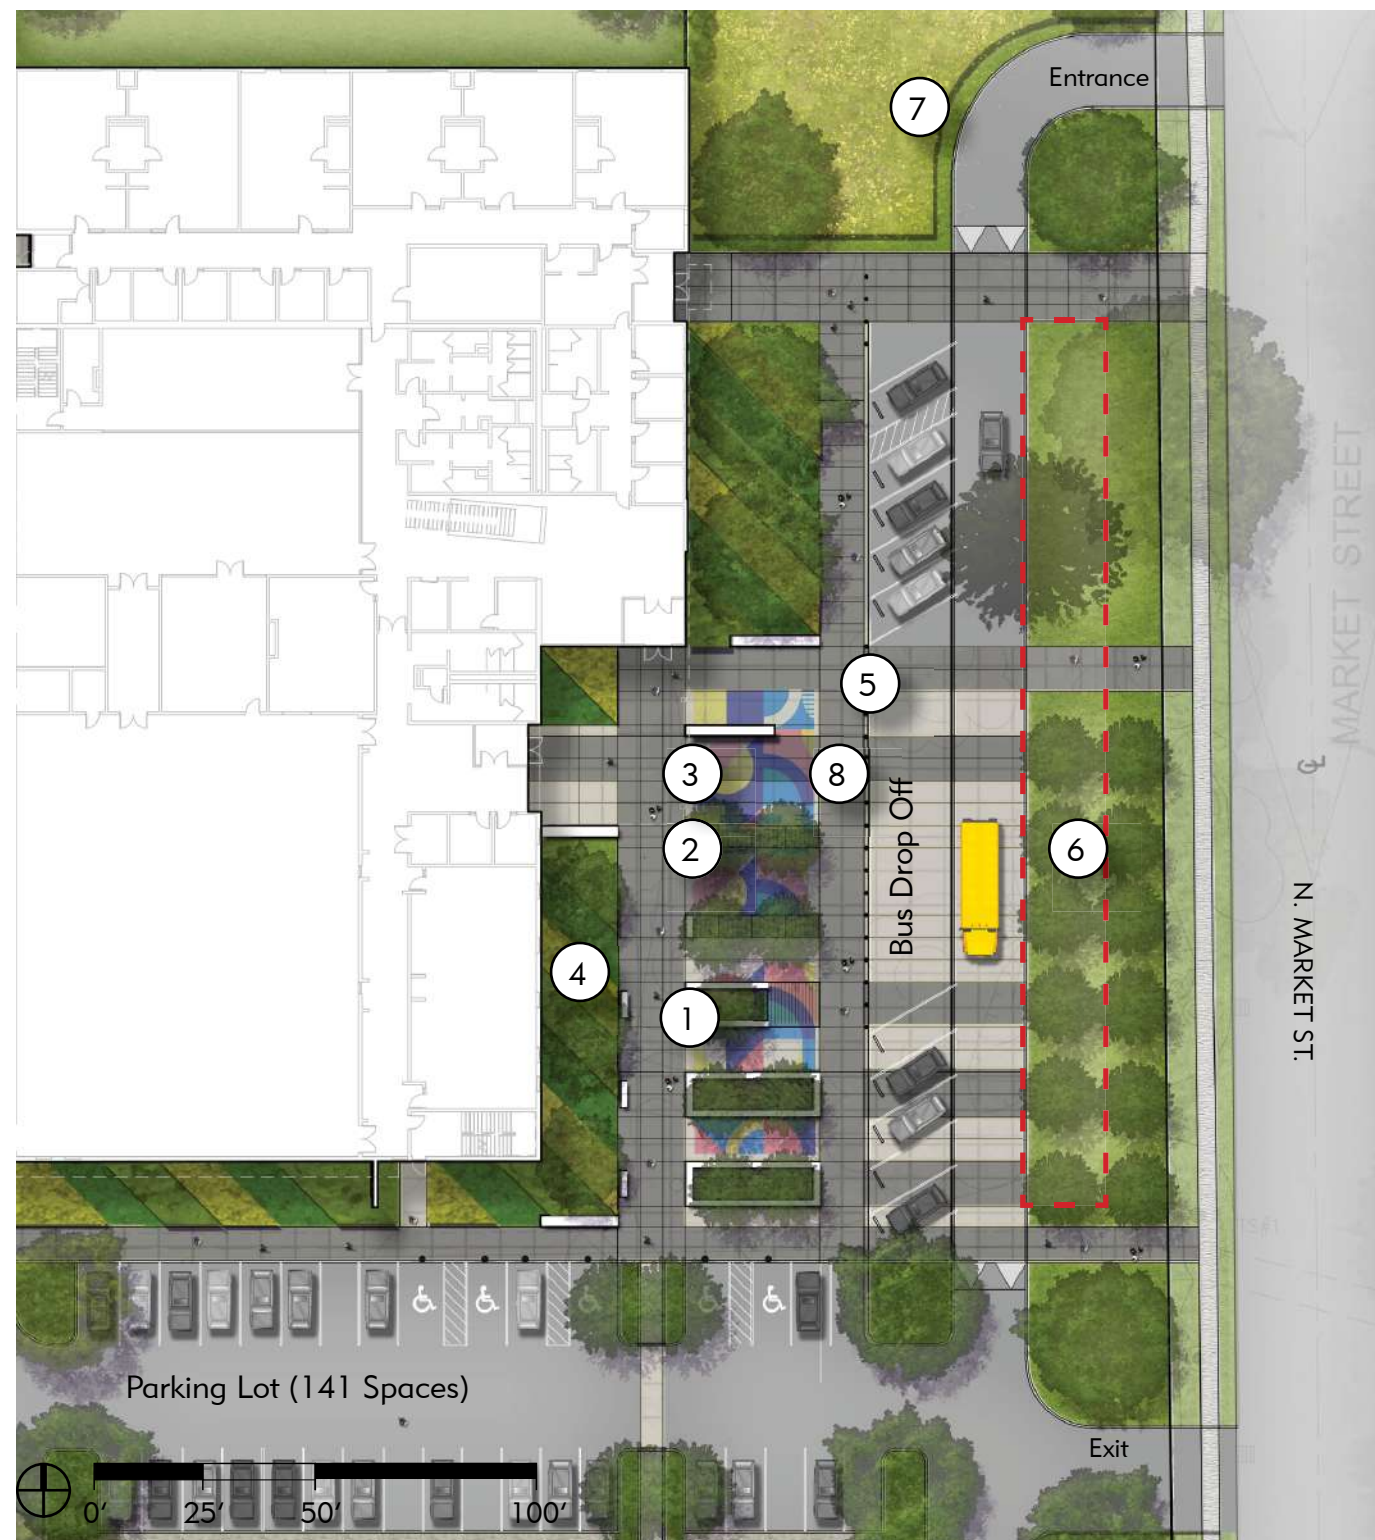 Entrance
7
MARKET STREET
5
3
8
2
6
Bus Drop Off
N. MARKET ST.
4
1
Parking Lot (141 Spaces)
Exit
0' 25' 50' 100'